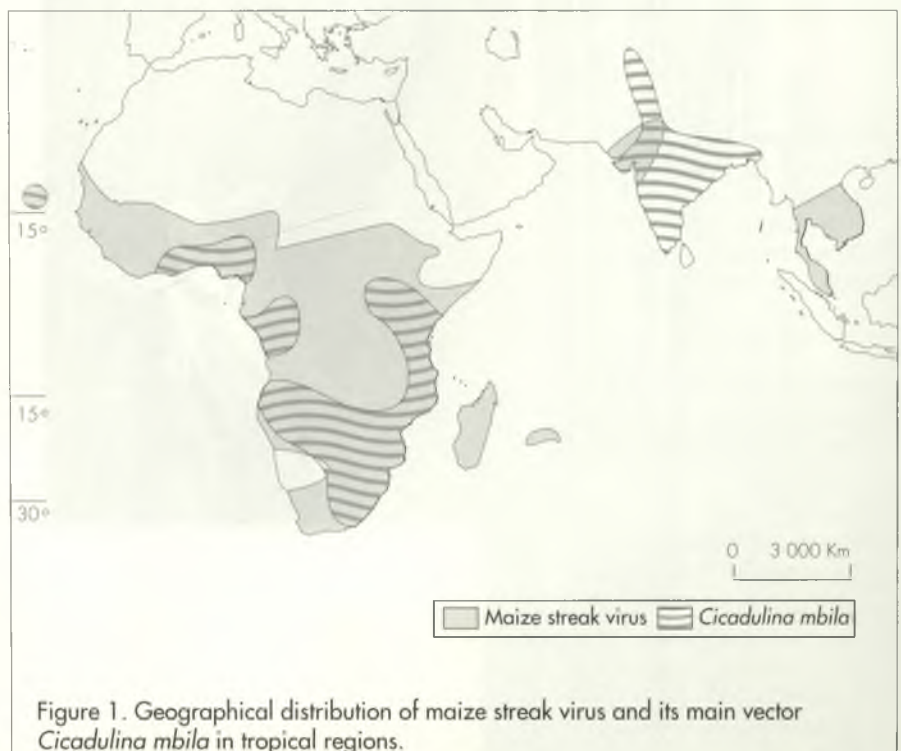 15°
15°
30°
0 3 000 Km
Maize streak virus Cicadulina mbila
Figure 1. Geographical distribution of maize streak virus and its main vector
Cicadulina mbila in tropical regions.